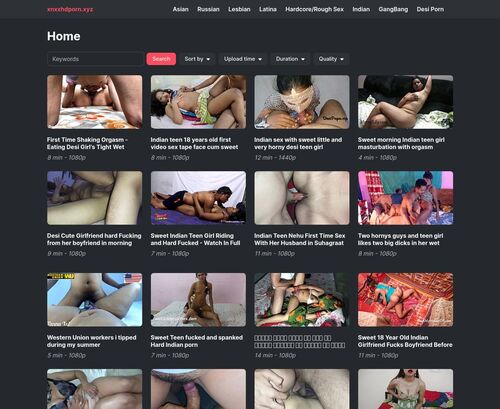 xnxxhdporn.xyz Asian Russian Lesbian Latina Hardcore/Rough Sex Indian GangBang Desi Porn
Home
Keywords Search Sort by Upload time Duration Quality
First Time Shaking Orgasm -
Eating Desi Girl's Tight Wet
8 min - 1080p
Indian teen 18 years old first
video sex tape face cum sweet
8 min - 1080p
Indian sex with sweet little and
very horny desi teen girl
12 min - 1440p
Sweet morning Indian teen girl
masturbation with orgasm
4 min - 1080p
Desi Cute Girlfriend hard Fucking
from her boyfriend in morning
9 min - 1080p
Sweet Indian Teen Girl Riding
and Hard Fucked - Watch In Full
7 min - 1080p
Indian Teen Nehu First Time Sex
With Her Husband in Suhagraat
11 min - 1080p
Two hornys guys and teen girl
likes two big dicks in her wet
8 min - 1080p
Western Union workers i tipped
during my summer
5 min - 1080p
Sweet Teen fucked and spanked
Hard Indian porn
7 min - 1080p
14 min - 1080p
Sweet 18 Year Old Indian
Girlfriend Fucks Boyfriend Before
11 min - 1080p